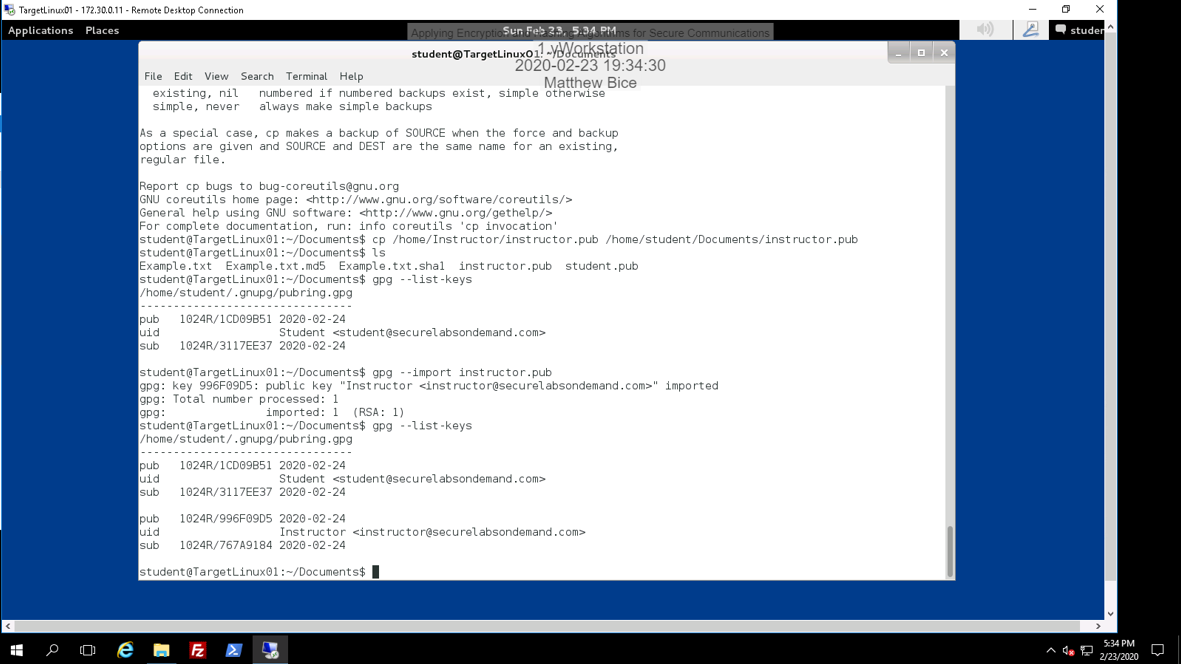 TargetLinux01 - 172.30.0.11 - Remote Desktop Connection
Applications Places
Sun Feb 23, 5:34 PM
studen
Applying Encryption and Hashing Algorithms for Secure Communications
student@TargetLinux01: ~/Documents
1 vWorkstation
2020-02-23 19:34:30
Matthew Bice
File Edit View Search Terminal Help
existing, nil   numbered if numbered backups exist, simple otherwise
simple, never   always make simple backups
As a special case, cp makes a backup of SOURCE when the force and backup
options are given and SOURCE and DEST are the same name for an existing,
regular file.
Report cp bugs to bug-coreutils@gnu.org
GNU coreutils home page: <http://www.gnu.org/software/coreutils/>
General help using GNU software: <http://www.gnu.org/gethelp/>
For complete documentation, run: info coreutils 'cp invocation'
student@TargetLinux01:~/Documents$ cp /home/Instructor/instructor.pub /home/student/Documents/instructor.pub
student@TargetLinux01:~/Documents$ ls
Example.txt  Example.txt.md5  Example.txt.sha1  instructor.pub  student.pub
student@TargetLinux01:~/Documents$ gpg --list-keys
/home/student/.gnupg/pubring.gpg
--------------------------------
pub   1024R/1CD09B51 2020-02-24
uid                  Student <student@securelabsondemand.com>
sub   1024R/3117EE37 2020-02-24
student@TargetLinux01:~/Documents$ gpg --import instructor.pub
gpg: key 996F09D5: public key "Instructor <instructor@securelabsondemand.com>" imported
gpg: Total number processed: 1
gpg:               imported: 1  (RSA: 1)
student@TargetLinux01:~/Documents$ gpg --list-keys
/home/student/.gnupg/pubring.gpg
--------------------------------
pub   1024R/1CD09B51 2020-02-24
uid                  Student <student@securelabsondemand.com>
sub   1024R/3117EE37 2020-02-24
pub   1024R/996F09D5 2020-02-24
uid                  Instructor <instructor@securelabsondemand.com>
sub   1024R/767A9184 2020-02-24
student@TargetLinux01:~/Documents$
5:34 PM
2/23/2020